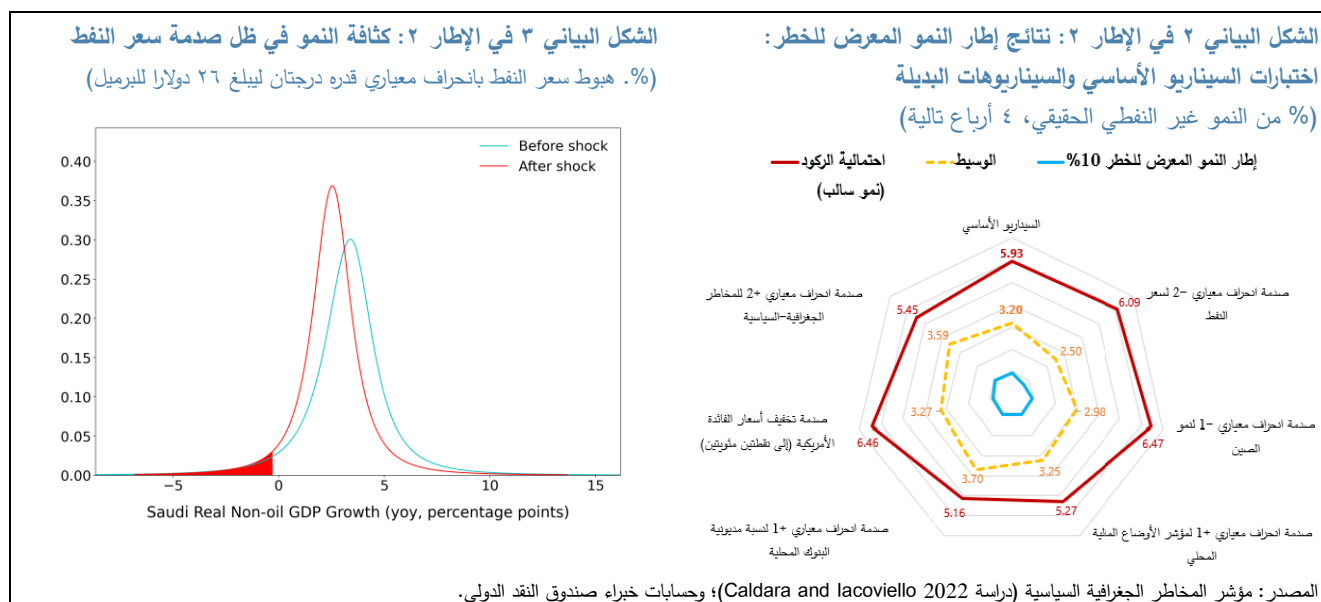 الشكل البياني ٢ في الإطار ٢: نتائج إطار النمو المعرض للخطر:
اختبارات السيناريو الأساسي والسيناريوهات البديلة
(% من النمو غير النفطي الحقيقي، ٤ أرباع تالية)
إطار النمو المعرض للخطر 10%
الوسيط
احتمالية الركود
(نمو سالب)
السيناريو الأساسي
5.93
3.20
صدمة انحراف معياري -2 لسعر
النفط
6.09
2.50
صدمة انحراف معياري -1 لنمو
الصين
6.47
2.98
صدمة انحراف معياري +1 لمؤشر الأوضاع المالية
المحلي
5.27
3.25
صدمة انحراف معياري +1 لنسبة مديونية
البنوك المحلية
5.16
3.70
صدمة تخفيف أسعار الفائدة
الأمريكية (إلى نقطتين مئويتين)
6.46
3.27
صدمة انحراف معياري +2 للمخاطر
الجغرافية-السياسية
5.45
3.59
الشكل البياني ٣ في الإطار ٢: كثافة النمو في ظل صدمة سعر النفط
(%. هبوط سعر النفط بانحراف معياري قدره درجتان ليبلغ ٢٦ دولارا للبرميل)
Before shock
After shock
0.40
0.35
0.30
0.25
0.20
0.15
0.10
0.05
0.00
−5
0
5
10
15
Saudi Real Non-oil GDP Growth (yoy, percentage points)
المصدر: مؤشر المخاطر الجغرافية السياسية (دراسة Caldara and Iacoviello 2022)؛ وحسابات خبراء صندوق النقد الدولي.